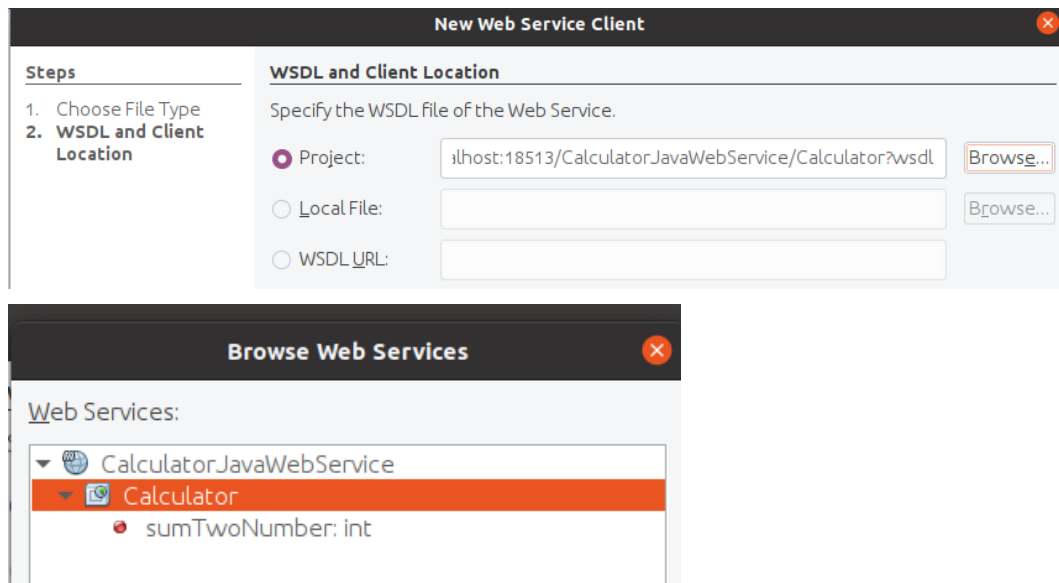 New Web Service Client
Steps
1. Choose File Type
2. WSDL and Client
Location
WSDL and Client Location
Specify the WSDL file of the Web Service.
Project: alhost:18513/CalculatorJavaWebService/Calculator?wsdl Browse...
Local File: Browse...
WSDL URL:
Browse Web Services
Web Services:
CalculatorJavaWebService
Calculator
sumTwoNumber: int